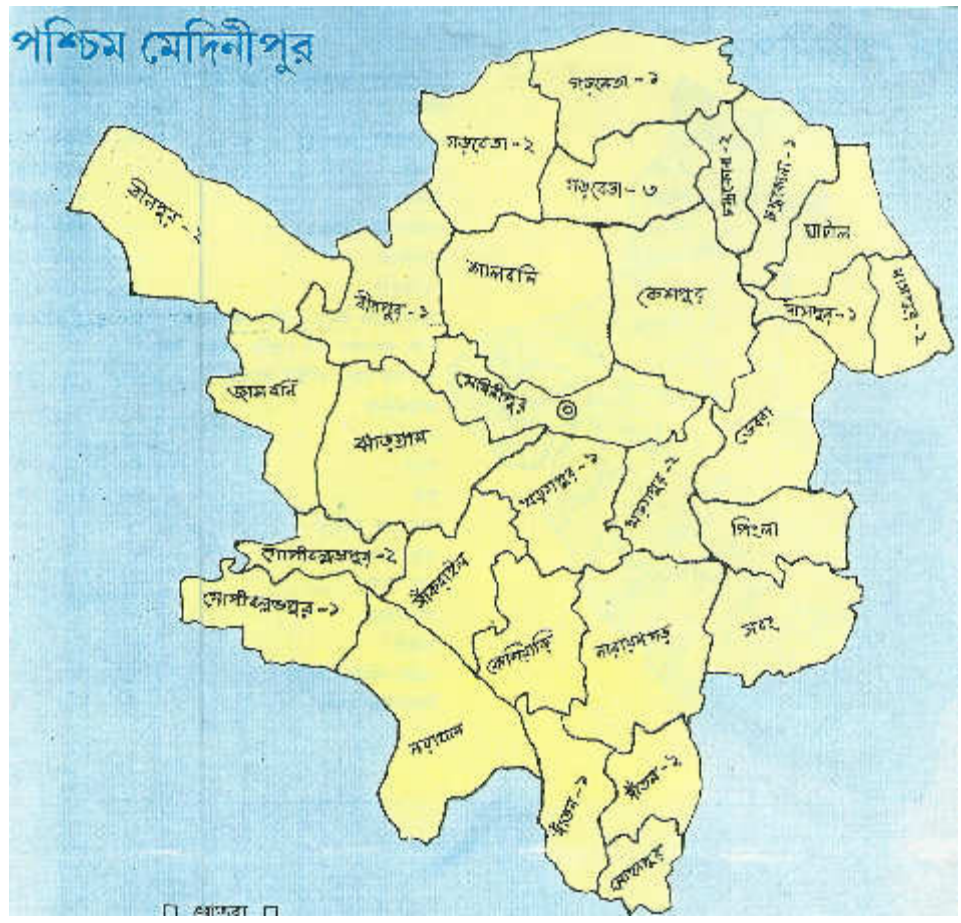 পশ্চিম মেদিনীপুর
গড়বেতা - ১
গড়বেতা - ২
গড়বেতা - ৩
চন্দ্রকোনা - ২
চন্দ্রকোনা - ১
ঘাটাল
বীনপুর - ২
বীনপুর - ১
শালবনি
কেশপুর
দাসপুর - ১
দাসপুর - ২
জামবনি
মেদিনীপুর
ঝাড়গ্রাম
ডেবরা
খড়গপুর - ১
খড়গপুর - ২
পিংলা
গোপীবল্লভপুর - ২
গোপীবল্লভপুর - ১
সাঁকরাইল
কেশিয়াড়ি
নারায়ণগড়
সবং
নয়াগ্রাম
দাঁতন - ১
দাঁতন - ২
মোহনপুর